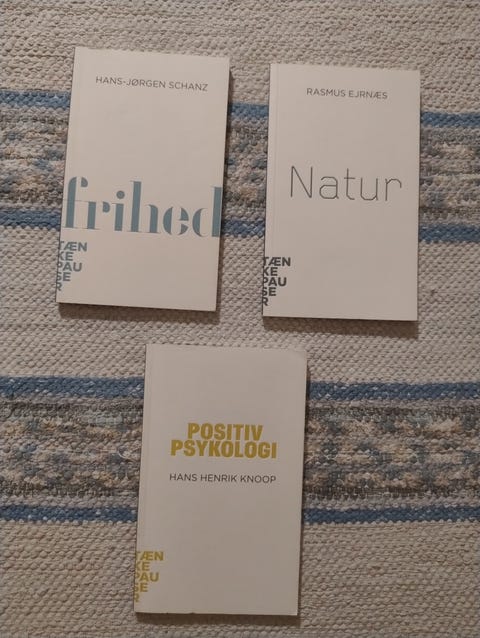 HANS-JØRGEN SCHANZ
frihed
TÆN
KE
PAU
SE
R
RASMUS EJRNÆS
Natur
TÆN
KE
PAU
SE
R
POSITIV
PSYKOLOGI
HANS HENRIK KNOOP
TÆN
KE
PAU
SE
R